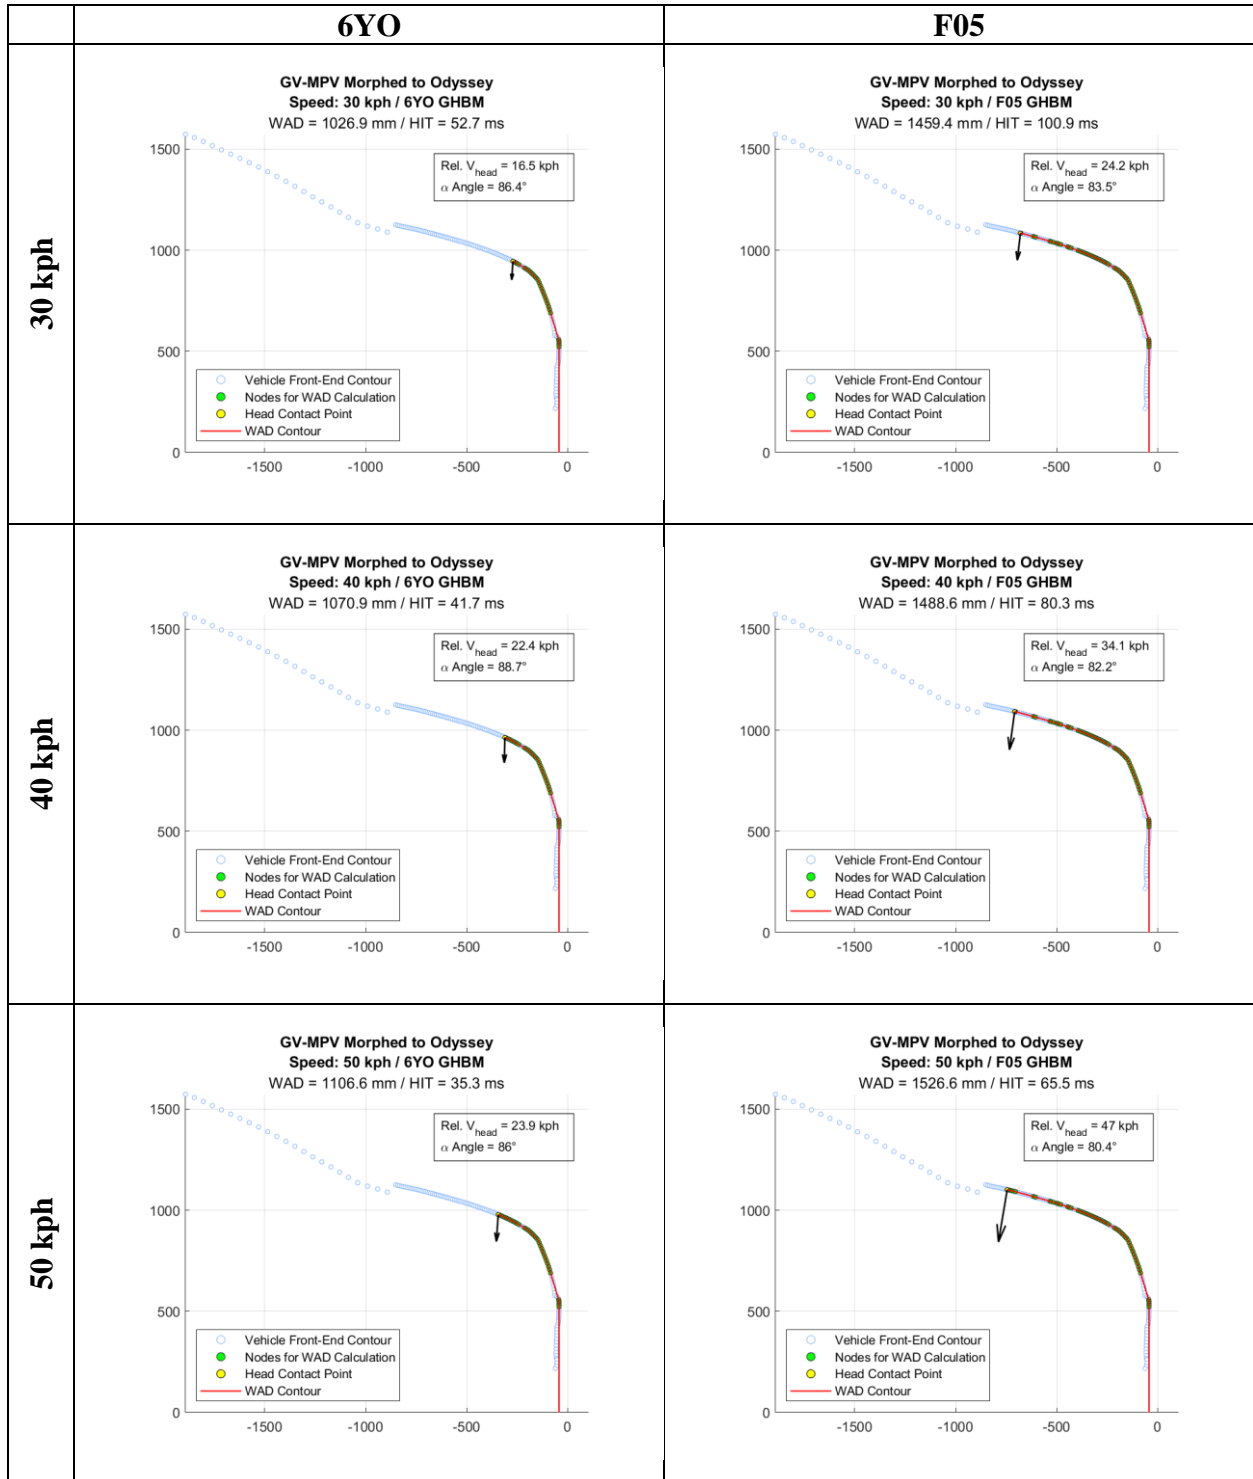 6YO
F05
30 kph
GV-MPV Morphed to Odyssey
Speed: 30 kph / 6YO GHBM
WAD = 1026.9 mm / HIT = 52.7 ms
Rel. V_head = 16.5 kph
α Angle = 86.4°
1500
1000
500
0
-1500
-1000
-500
0
Vehicle Front-End Contour
Nodes for WAD Calculation
Head Contact Point
WAD Contour
GV-MPV Morphed to Odyssey
Speed: 30 kph / F05 GHBM
WAD = 1459.4 mm / HIT = 100.9 ms
Rel. V_head = 24.2 kph
α Angle = 83.5°
1500
1000
500
0
-1500
-1000
-500
0
Vehicle Front-End Contour
Nodes for WAD Calculation
Head Contact Point
WAD Contour
40 kph
GV-MPV Morphed to Odyssey
Speed: 40 kph / 6YO GHBM
WAD = 1070.9 mm / HIT = 41.7 ms
Rel. V_head = 22.4 kph
α Angle = 88.7°
1500
1000
500
0
-1500
-1000
-500
0
Vehicle Front-End Contour
Nodes for WAD Calculation
Head Contact Point
WAD Contour
GV-MPV Morphed to Odyssey
Speed: 40 kph / F05 GHBM
WAD = 1488.6 mm / HIT = 80.3 ms
Rel. V_head = 34.1 kph
α Angle = 82.2°
1500
1000
500
0
-1500
-1000
-500
0
Vehicle Front-End Contour
Nodes for WAD Calculation
Head Contact Point
WAD Contour
50 kph
GV-MPV Morphed to Odyssey
Speed: 50 kph / 6YO GHBM
WAD = 1106.6 mm / HIT = 35.3 ms
Rel. V_head = 23.9 kph
α Angle = 86°
1500
1000
500
0
-1500
-1000
-500
0
Vehicle Front-End Contour
Nodes for WAD Calculation
Head Contact Point
WAD Contour
GV-MPV Morphed to Odyssey
Speed: 50 kph / F05 GHBM
WAD = 1526.6 mm / HIT = 65.5 ms
Rel. V_head = 47 kph
α Angle = 80.4°
1500
1000
500
0
-1500
-1000
-500
0
Vehicle Front-End Contour
Nodes for WAD Calculation
Head Contact Point
WAD Contour